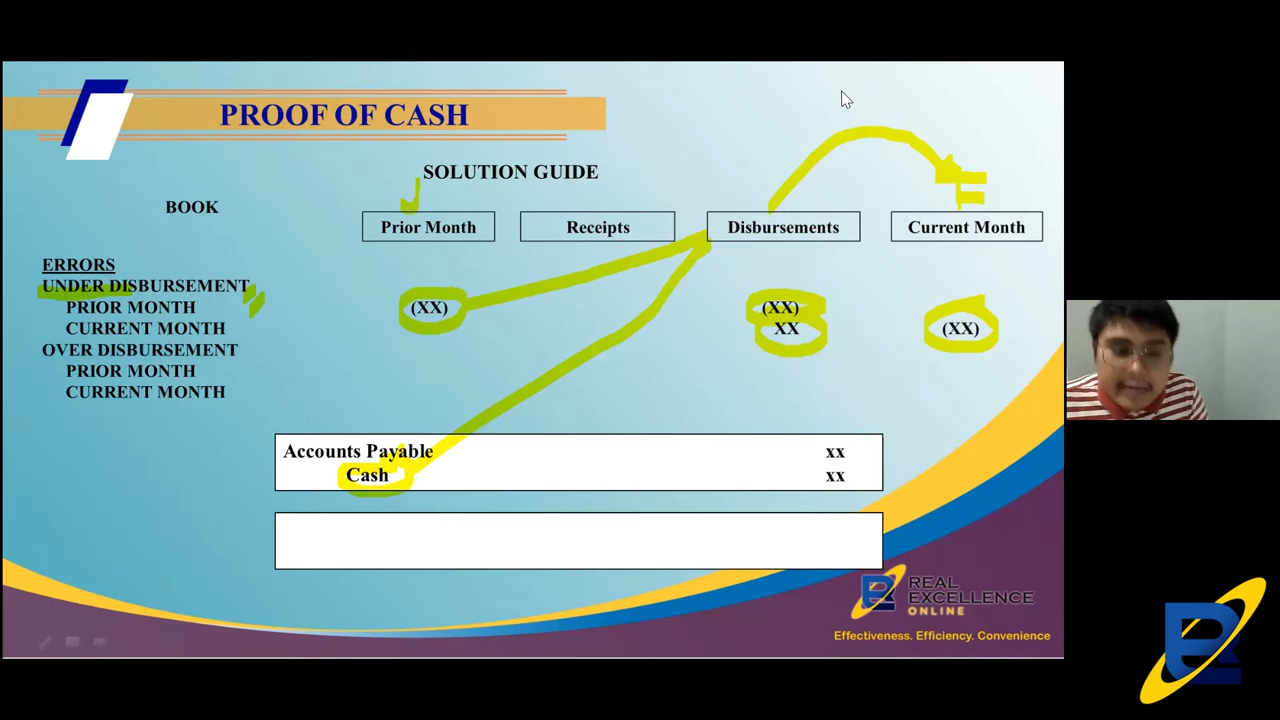 PROOF OF CASH
SOLUTION GUIDE
BOOK
Prior Month Receipts Disbursements Current Month
ERRORS
UNDER DISBURSEMENT
PRIOR MONTH (XX) (XX)
CURRENT MONTH XX (XX)
OVER DISBURSEMENT
PRIOR MONTH
CURRENT MONTH
Accounts Payable xx
Cash xx
REAL
EXCELLENCE
ONLINE
Effectiveness. Efficiency. Convenience